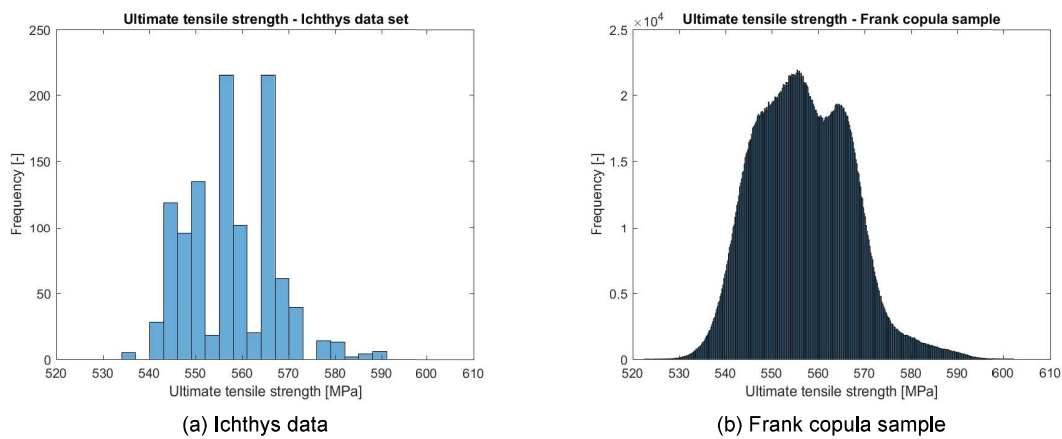 Ultimate tensile strength - Ichthys data set
250
200
150
100
50
0
Frequency [-]
520 530 540 550 560 570 580 590 600 610
Ultimate tensile strength [MPa]
(a) Ichthys data
Ultimate tensile strength - Frank copula sample
×10⁴
2.5
2
1.5
1
0.5
0
Frequency [-]
520 530 540 550 560 570 580 590 600 610
Ultimate tensile strength [MPa]
(b) Frank copula sample